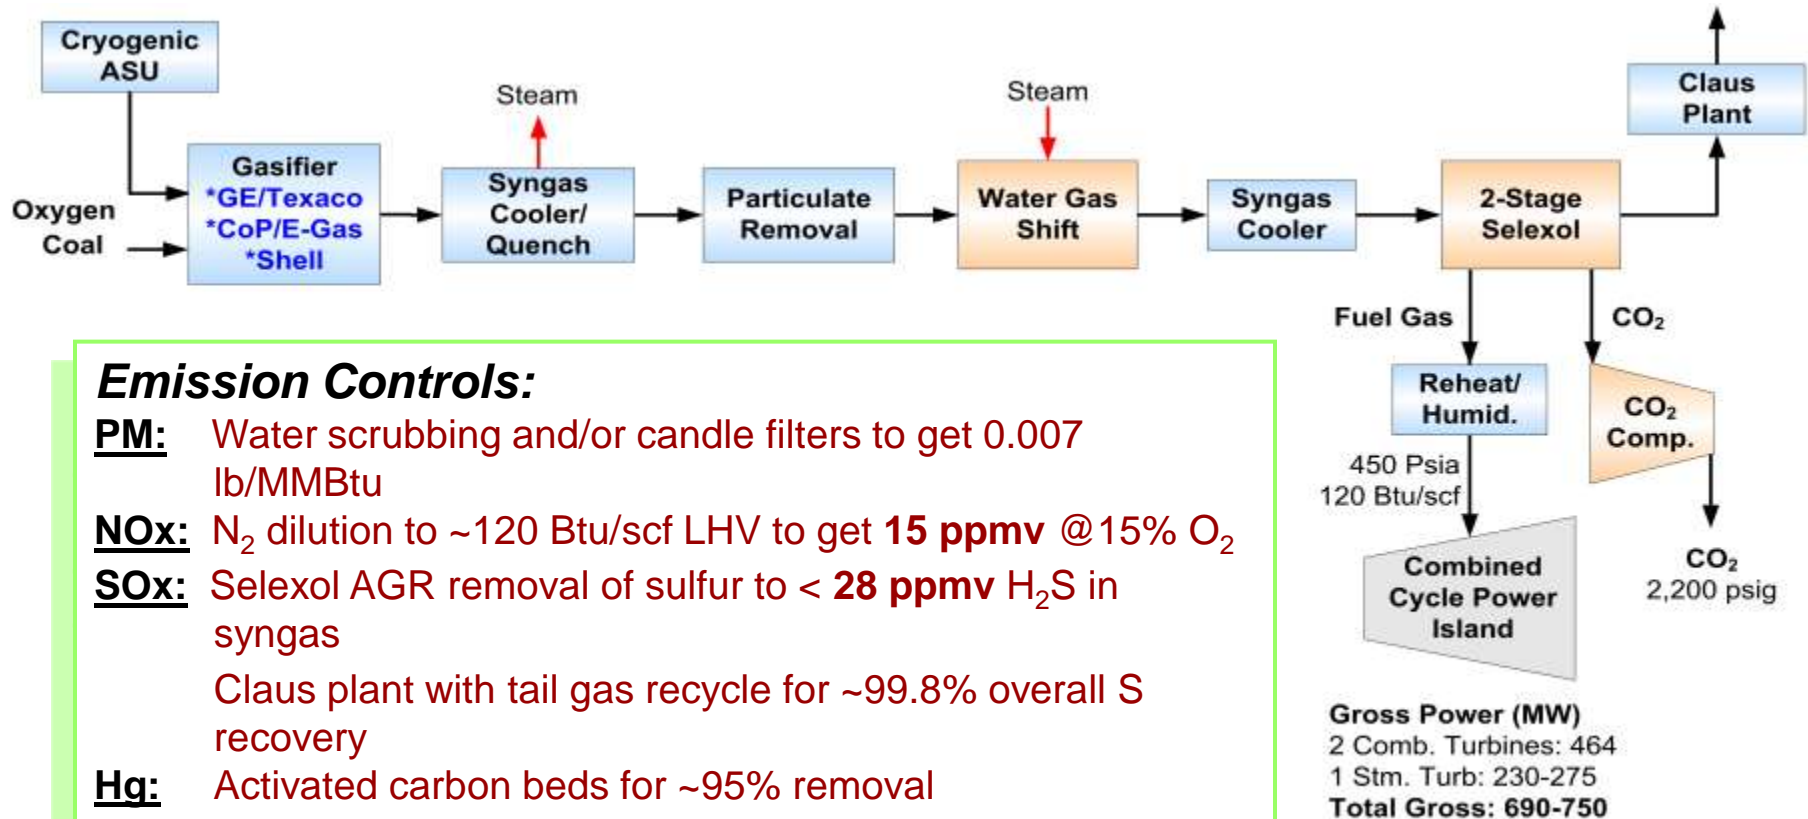 Cryogenic
ASU
Oxygen
Coal
Gasifier
*GE/Texaco
*CoP/E-Gas
*Shell
Steam
Syngas
Cooler/
Quench
Particulate
Removal
Steam
Water Gas
Shift
Syngas
Cooler
2-Stage
Selexol
Claus
Plant
Fuel Gas
CO₂
Reheat/
Humid.
CO₂
Comp.
450 Psia
120 Btu/scf
Combined
Cycle Power
Island
CO₂
2,200 psig
Gross Power (MW)
2 Comb. Turbines: 464
1 Stm. Turb: 230-275
Total Gross: 690-750
Emission Controls:
PM: Water scrubbing and/or candle filters to get 0.007
lb/MMBtu
NOx: N₂ dilution to ~120 Btu/scf LHV to get 15 ppmv @15% O₂
SOx: Selexol AGR removal of sulfur to < 28 ppmv H₂S in
syngas
Claus plant with tail gas recycle for ~99.8% overall S
recovery
Hg: Activated carbon beds for ~95% removal